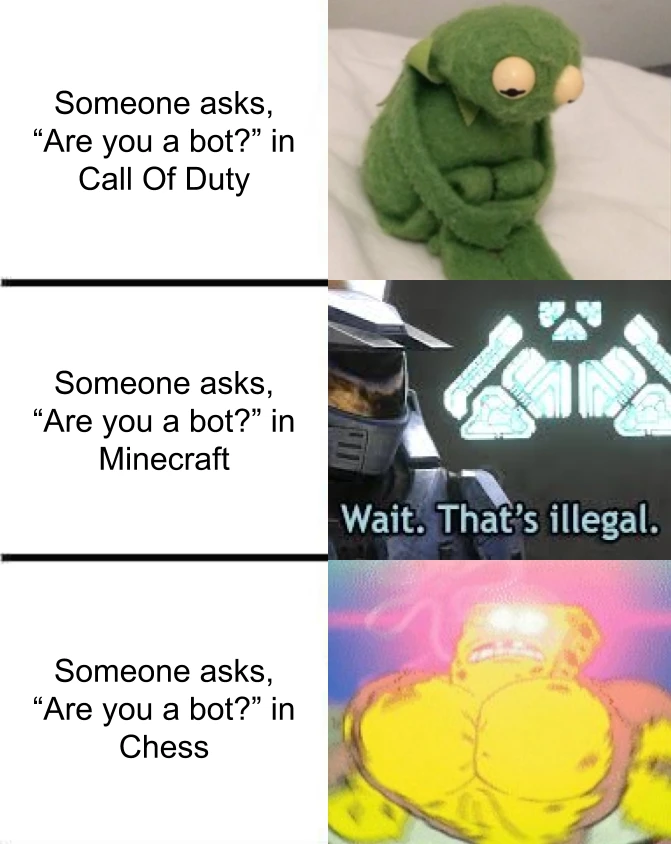 Someone asks,
“Are you a bot?” in
Call Of Duty
Someone asks,
“Are you a bot?” in
Minecraft
Wait. That’s illegal.
Someone asks,
“Are you a bot?” in
Chess